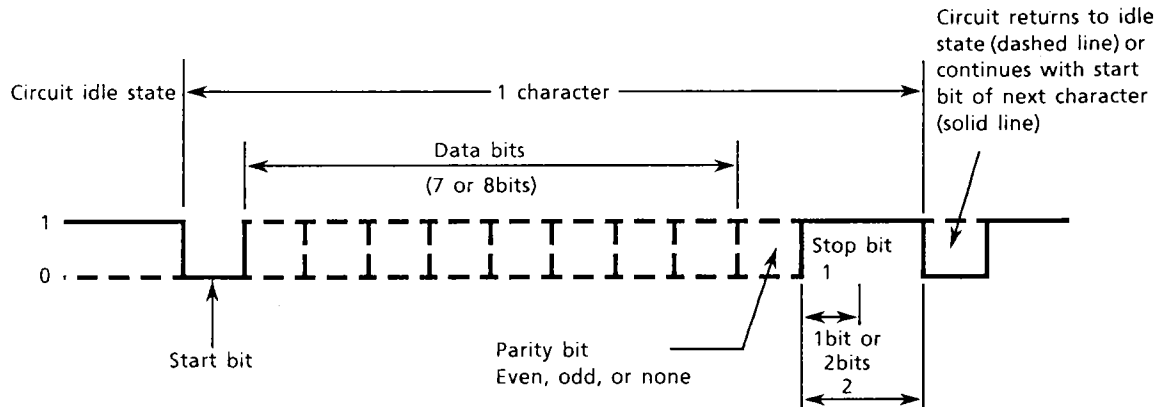 Circuit returns to idle
state (dashed line) or
continues with start
bit of next character
(solid line)
Circuit idle state
1 character
Data bits
(7 or 8bits)
1
0
Stop bit
1
1bit or
2bits
2
Start bit
Parity bit
Even, odd, or none